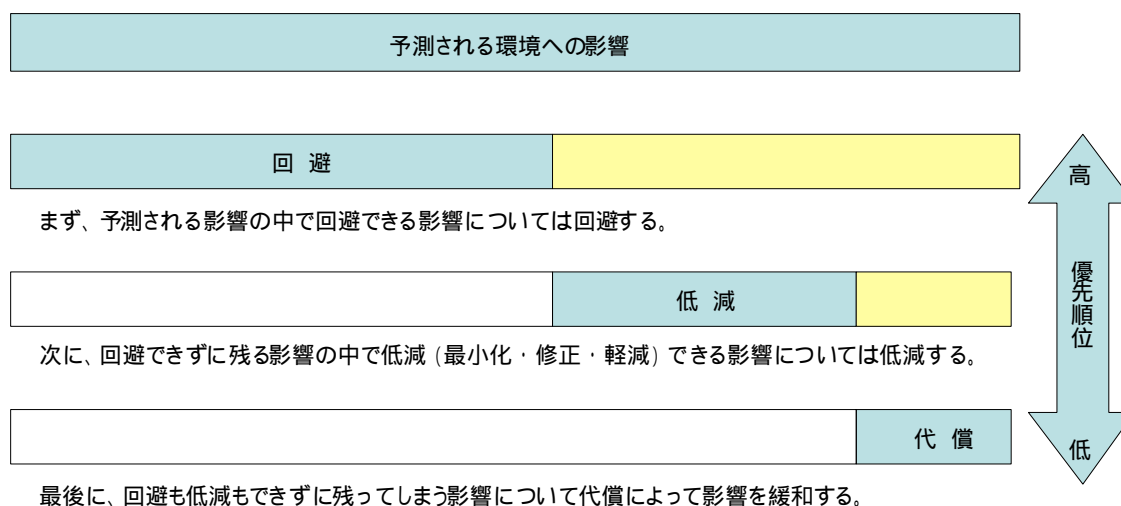 予測される環境への影響
回 避
まず、予測される影響の中で回避できる影響については回避する。
低 減
次に、回避できずに残る影響の中で低減（最小化・修正・軽減）できる影響については低減する。
代 償
最後に、回避も低減もできずに残ってしまう影響について代償によって影響を緩和する。
高
優先順位
低